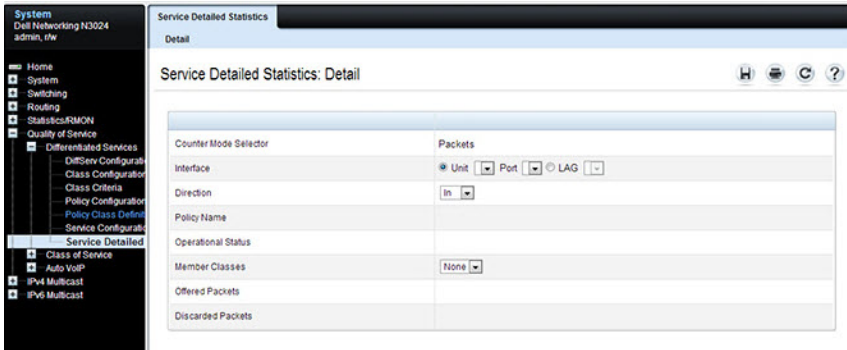 System
Dell Networking N3024
admin, r/w
Home
System
Switching
Routing
Statistics/RMON
Quality of Service
Differentiated Services
DiffServ Configurati
Class Configuration
Class Criteria
Policy Configuration
Policy Class Definit
Service Configuratio
Service Detailed
Class of Service
Auto VoIP
IPv4 Multicast
IPv6 Multicast
Service Detailed Statistics
Detail
Service Detailed Statistics: Detail
?
Counter Mode Selector Packets
Interface Unit Port LAG
Direction In
Policy Name
Operational Status
Member Classes None
Offered Packets
Discarded Packets